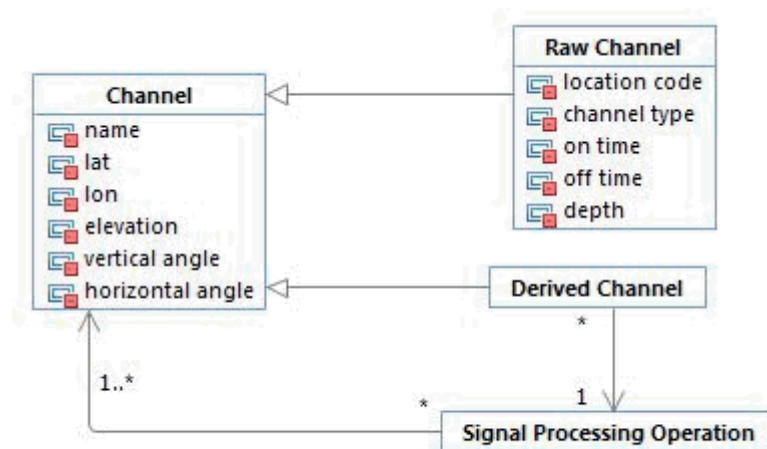 Channel
name
lat
lon
elevation
vertical angle
horizontal angle
Raw Channel
location code
channel type
on time
off time
depth
Derived Channel
*
1
1..*
*
Signal Processing Operation